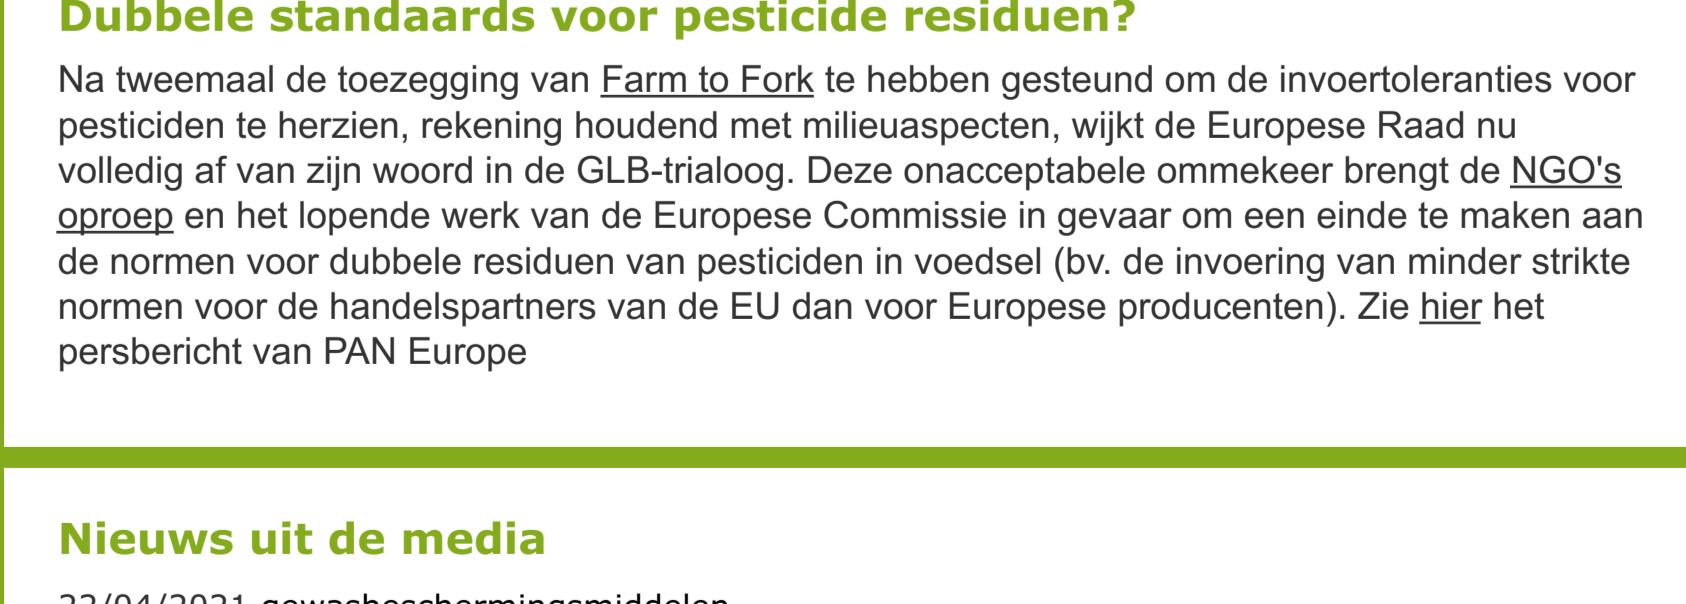 Dubbele standaards voor pesticide residuen?
Na tweemaal de toezegging van Farm to Fork te hebben gesteund om de invoertoleranties voor
pesticiden te herzien, rekening houdend met milieuaspecten, wijkt de Europese Raad nu
volledig af van zijn woord in de GLB-trialoog. Deze onacceptabele ommekeer brengt de NGO's
oproep en het lopende werk van de Europese Commissie in gevaar om een einde te maken aan
de normen voor dubbele residuen van pesticiden in voedsel (bv. de invoering van minder strikte
normen voor de handelspartners van de EU dan voor Europese producenten). Zie hier het
persbericht van PAN Europe
Nieuws uit de media
22/04/2021 gewasbeschermingsmiddelen